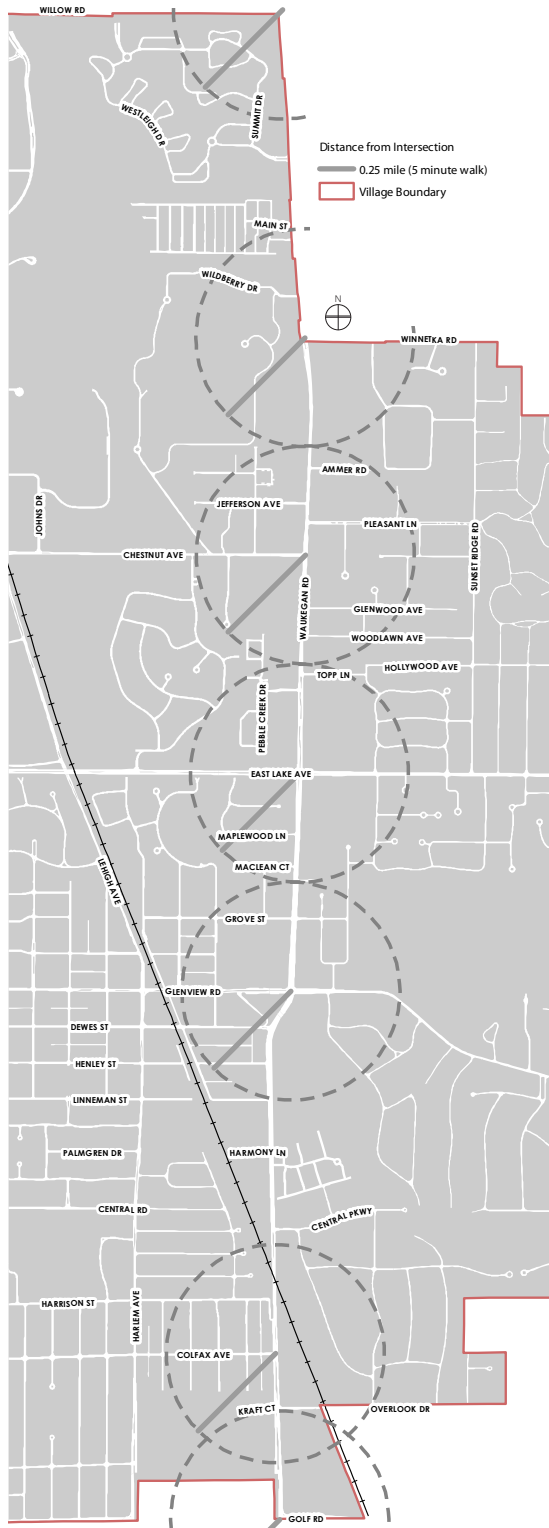 WILLOW RD
WESTLEIGH DR
SUMMIT DR
Distance from Intersection
0.25 mile (5 minute walk)
Village Boundary
MAIN ST
WILDBERRY DR
N
WINNETKA RD
AMMER RD
JEFFERSON AVE
JOHNS DR
PLEASANT LN
SUNSET RIDGE RD
CHESTNUT AVE
WAUKEGAN RD
GLENWOOD AVE
WOODLAWN AVE
HOLLYWOOD AVE
TOPP LN
PEBBLE CREEK DR
EAST LAKE AVE
MAPLEWOOD LN
LEHIGH AVE
MACLEAN CT
GROVE ST
GLENVIEW RD
DEWES ST
HENLEY ST
LINNEMAN ST
PALMGREN DR
HARMONY LN
CENTRAL RD
CENTRAL PKWY
HARRISON ST
HARLEM AVE
COLFAX AVE
KRAFT CT
OVERLOOK DR
GOLF RD